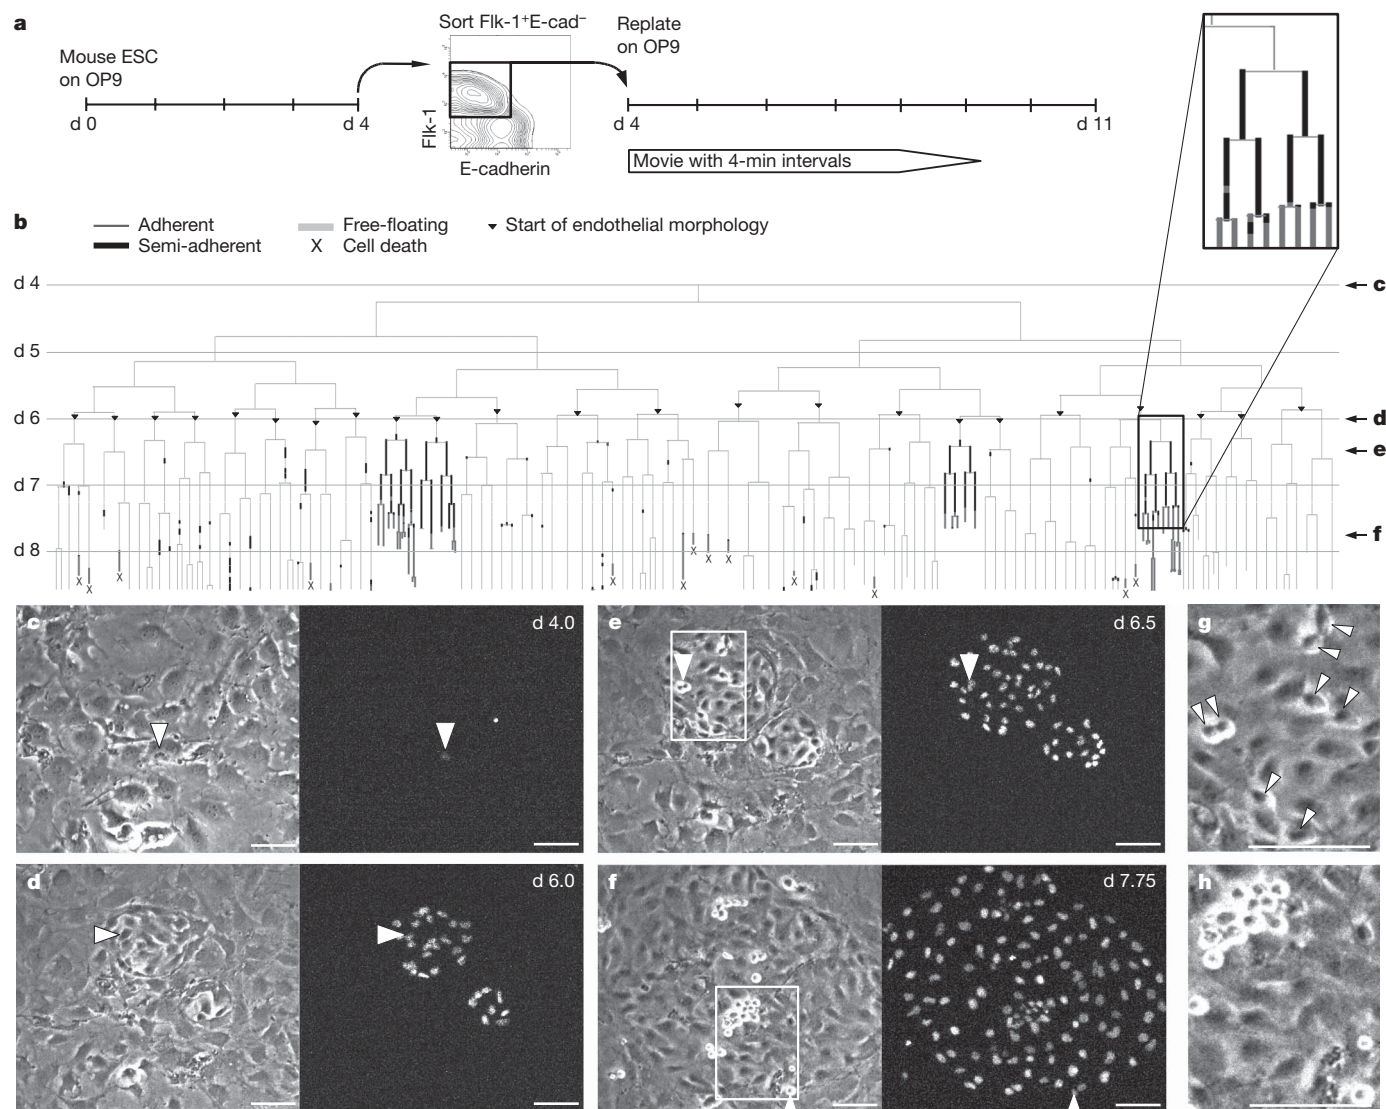 a
Mouse ESC
on OP9
d 0
d 4
Sort Flk-1⁺E-cad⁻
Flk-1
E-cadherin
Replate
on OP9
d 4
d 11
Movie with 4-min intervals
b
Adherent
Semi-adherent
Free-floating
X Cell death
Start of endothelial morphology
d 4
c
d 5
d 6
d
e
d 7
f
d 8
X X X X X X X X X X X X X X
c
d 4.0
e
d 6.5
g
d
d 6.0
f
d 7.75
h